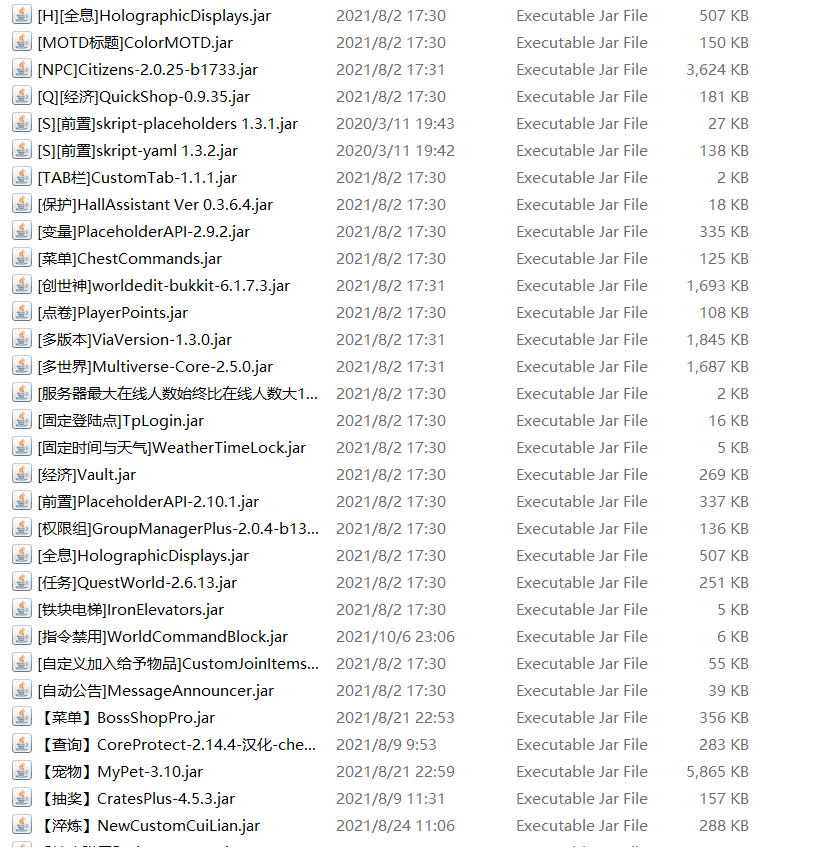 [H][全息]HolographicDisplays.jar 2021/8/2 17:30 Executable Jar File 507 KB
[MOTD标题]ColorMOTD.jar 2021/8/2 17:30 Executable Jar File 150 KB
[NPC]Citizens-2.0.25-b1733.jar 2021/8/2 17:31 Executable Jar File 3,624 KB
[Q][经济]QuickShop-0.9.35.jar 2021/8/2 17:30 Executable Jar File 181 KB
[S][前置]skript-placeholders 1.3.1.jar 2020/3/11 19:43 Executable Jar File 27 KB
[S][前置]skript-yaml 1.3.2.jar 2020/3/11 19:42 Executable Jar File 138 KB
[TAB栏]CustomTab-1.1.1.jar 2021/8/2 17:30 Executable Jar File 2 KB
[保护]HallAssistant Ver 0.3.6.4.jar 2021/8/2 17:30 Executable Jar File 18 KB
[变量]PlaceholderAPI-2.9.2.jar 2021/8/2 17:30 Executable Jar File 335 KB
[菜单]ChestCommands.jar 2021/8/2 17:30 Executable Jar File 125 KB
[创世神]worldedit-bukkit-6.1.7.3.jar 2021/8/2 17:31 Executable Jar File 1,693 KB
[点卷]PlayerPoints.jar 2021/8/2 17:30 Executable Jar File 108 KB
[多版本]ViaVersion-1.3.0.jar 2021/8/2 17:31 Executable Jar File 1,845 KB
[多世界]Multiverse-Core-2.5.0.jar 2021/8/2 17:31 Executable Jar File 1,687 KB
[服务器最大在线人数始终比在线人数大1... 2021/8/2 17:30 Executable Jar File 2 KB
[固定登陆点]TpLogin.jar 2021/8/2 17:30 Executable Jar File 16 KB
[固定时间与天气]WeatherTimeLock.jar 2021/8/2 17:30 Executable Jar File 5 KB
[经济]Vault.jar 2021/8/2 17:30 Executable Jar File 269 KB
[前置]PlaceholderAPI-2.10.1.jar 2021/8/2 17:30 Executable Jar File 337 KB
[权限组]GroupManagerPlus-2.0.4-b13... 2021/8/2 17:30 Executable Jar File 136 KB
[全息]HolographicDisplays.jar 2021/8/2 17:30 Executable Jar File 507 KB
[任务]QuestWorld-2.6.13.jar 2021/8/2 17:30 Executable Jar File 251 KB
[铁块电梯]IronElevators.jar 2021/8/2 17:30 Executable Jar File 5 KB
[指令禁用]WorldCommandBlock.jar 2021/10/6 23:06 Executable Jar File 6 KB
[自定义加入给予物品]CustomJoinItems... 2021/8/2 17:30 Executable Jar File 55 KB
[自动公告]MessageAnnouncer.jar 2021/8/2 17:30 Executable Jar File 39 KB
【菜单】BossShopPro.jar 2021/8/21 22:53 Executable Jar File 356 KB
【查询】CoreProtect-2.14.4-汉化-che... 2021/8/9 9:53 Executable Jar File 283 KB
【宠物】MyPet-3.10.jar 2021/8/21 22:59 Executable Jar File 5,865 KB
【抽奖】CratesPlus-4.5.3.jar 2021/8/9 11:31 Executable Jar File 157 KB
【淬炼】NewCustomCuiLian.jar 2021/8/24 11:06 Executable Jar File 288 KB